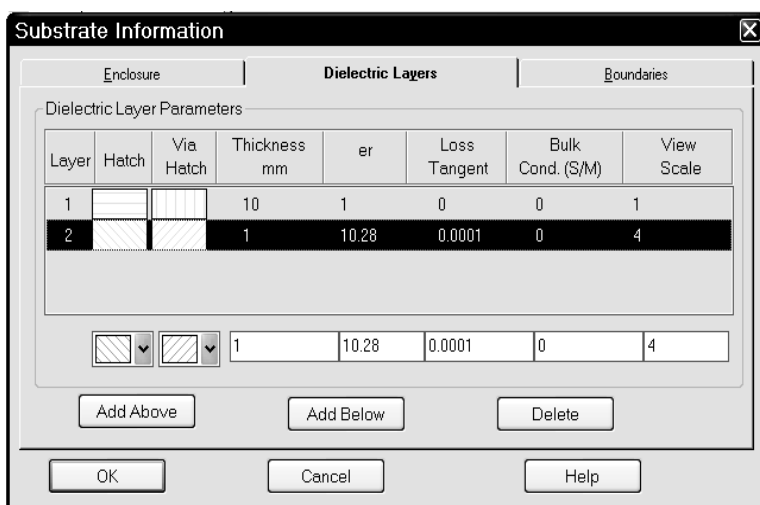 Substrate Information
Enclosure Dielectric Layers Boundaries
Dielectric Layer Parameters
Layer Hatch Via Hatch Thickness mm er Loss Tangent Bulk Cond. (S/M) View Scale
1 10 1 0 0 1
2 1 10.28 0.0001 0 4
1 10.28 0.0001 0 4
Add Above Add Below Delete
OK Cancel Help